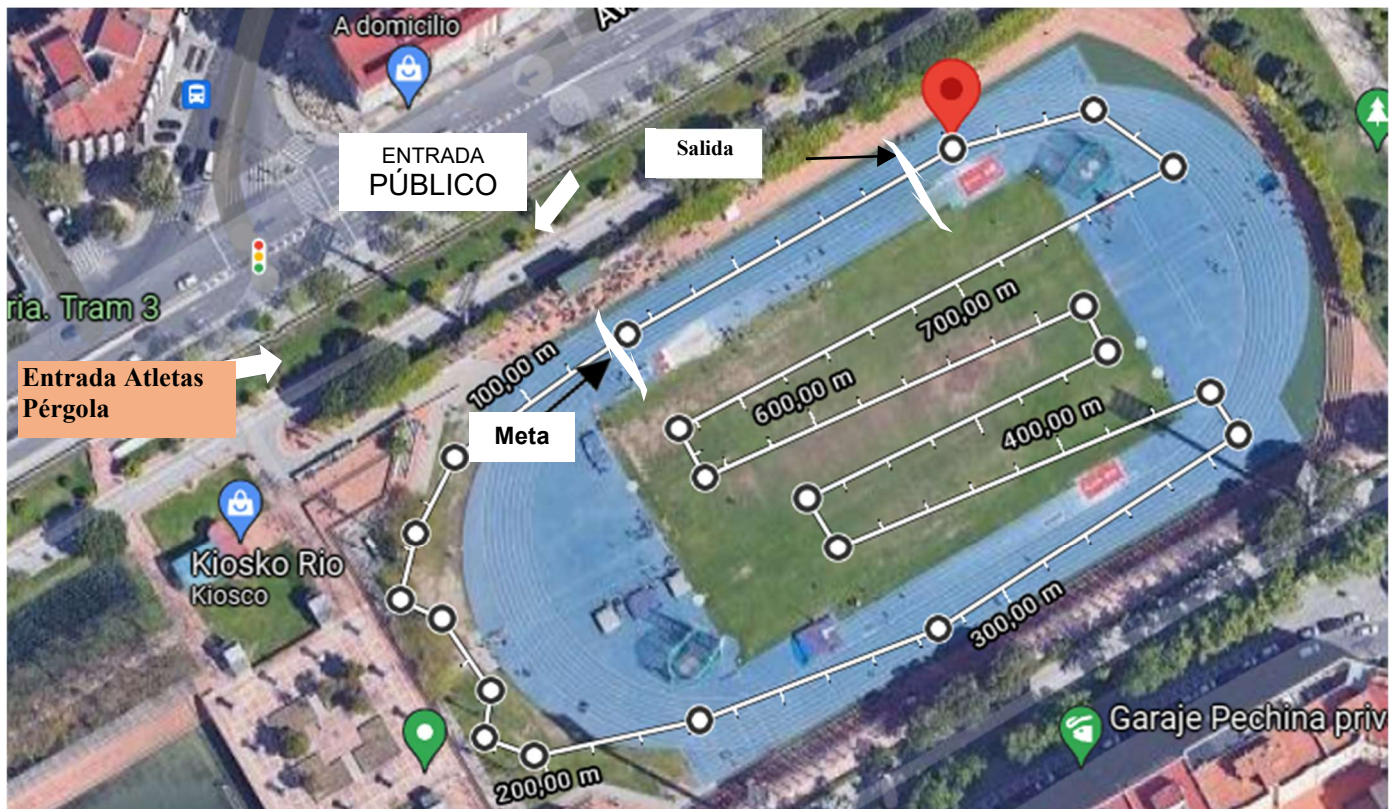 A domicilio
ENTRADA
PÚBLICO
Salida
ria. Tram 3
Entrada Atletas
Pérgola
100,00 m
Meta
700,00 m
600,00 m
400,00 m
Kiosko Rio
Kiosco
300,00 m
200,00 m
Garaje Pechina priv